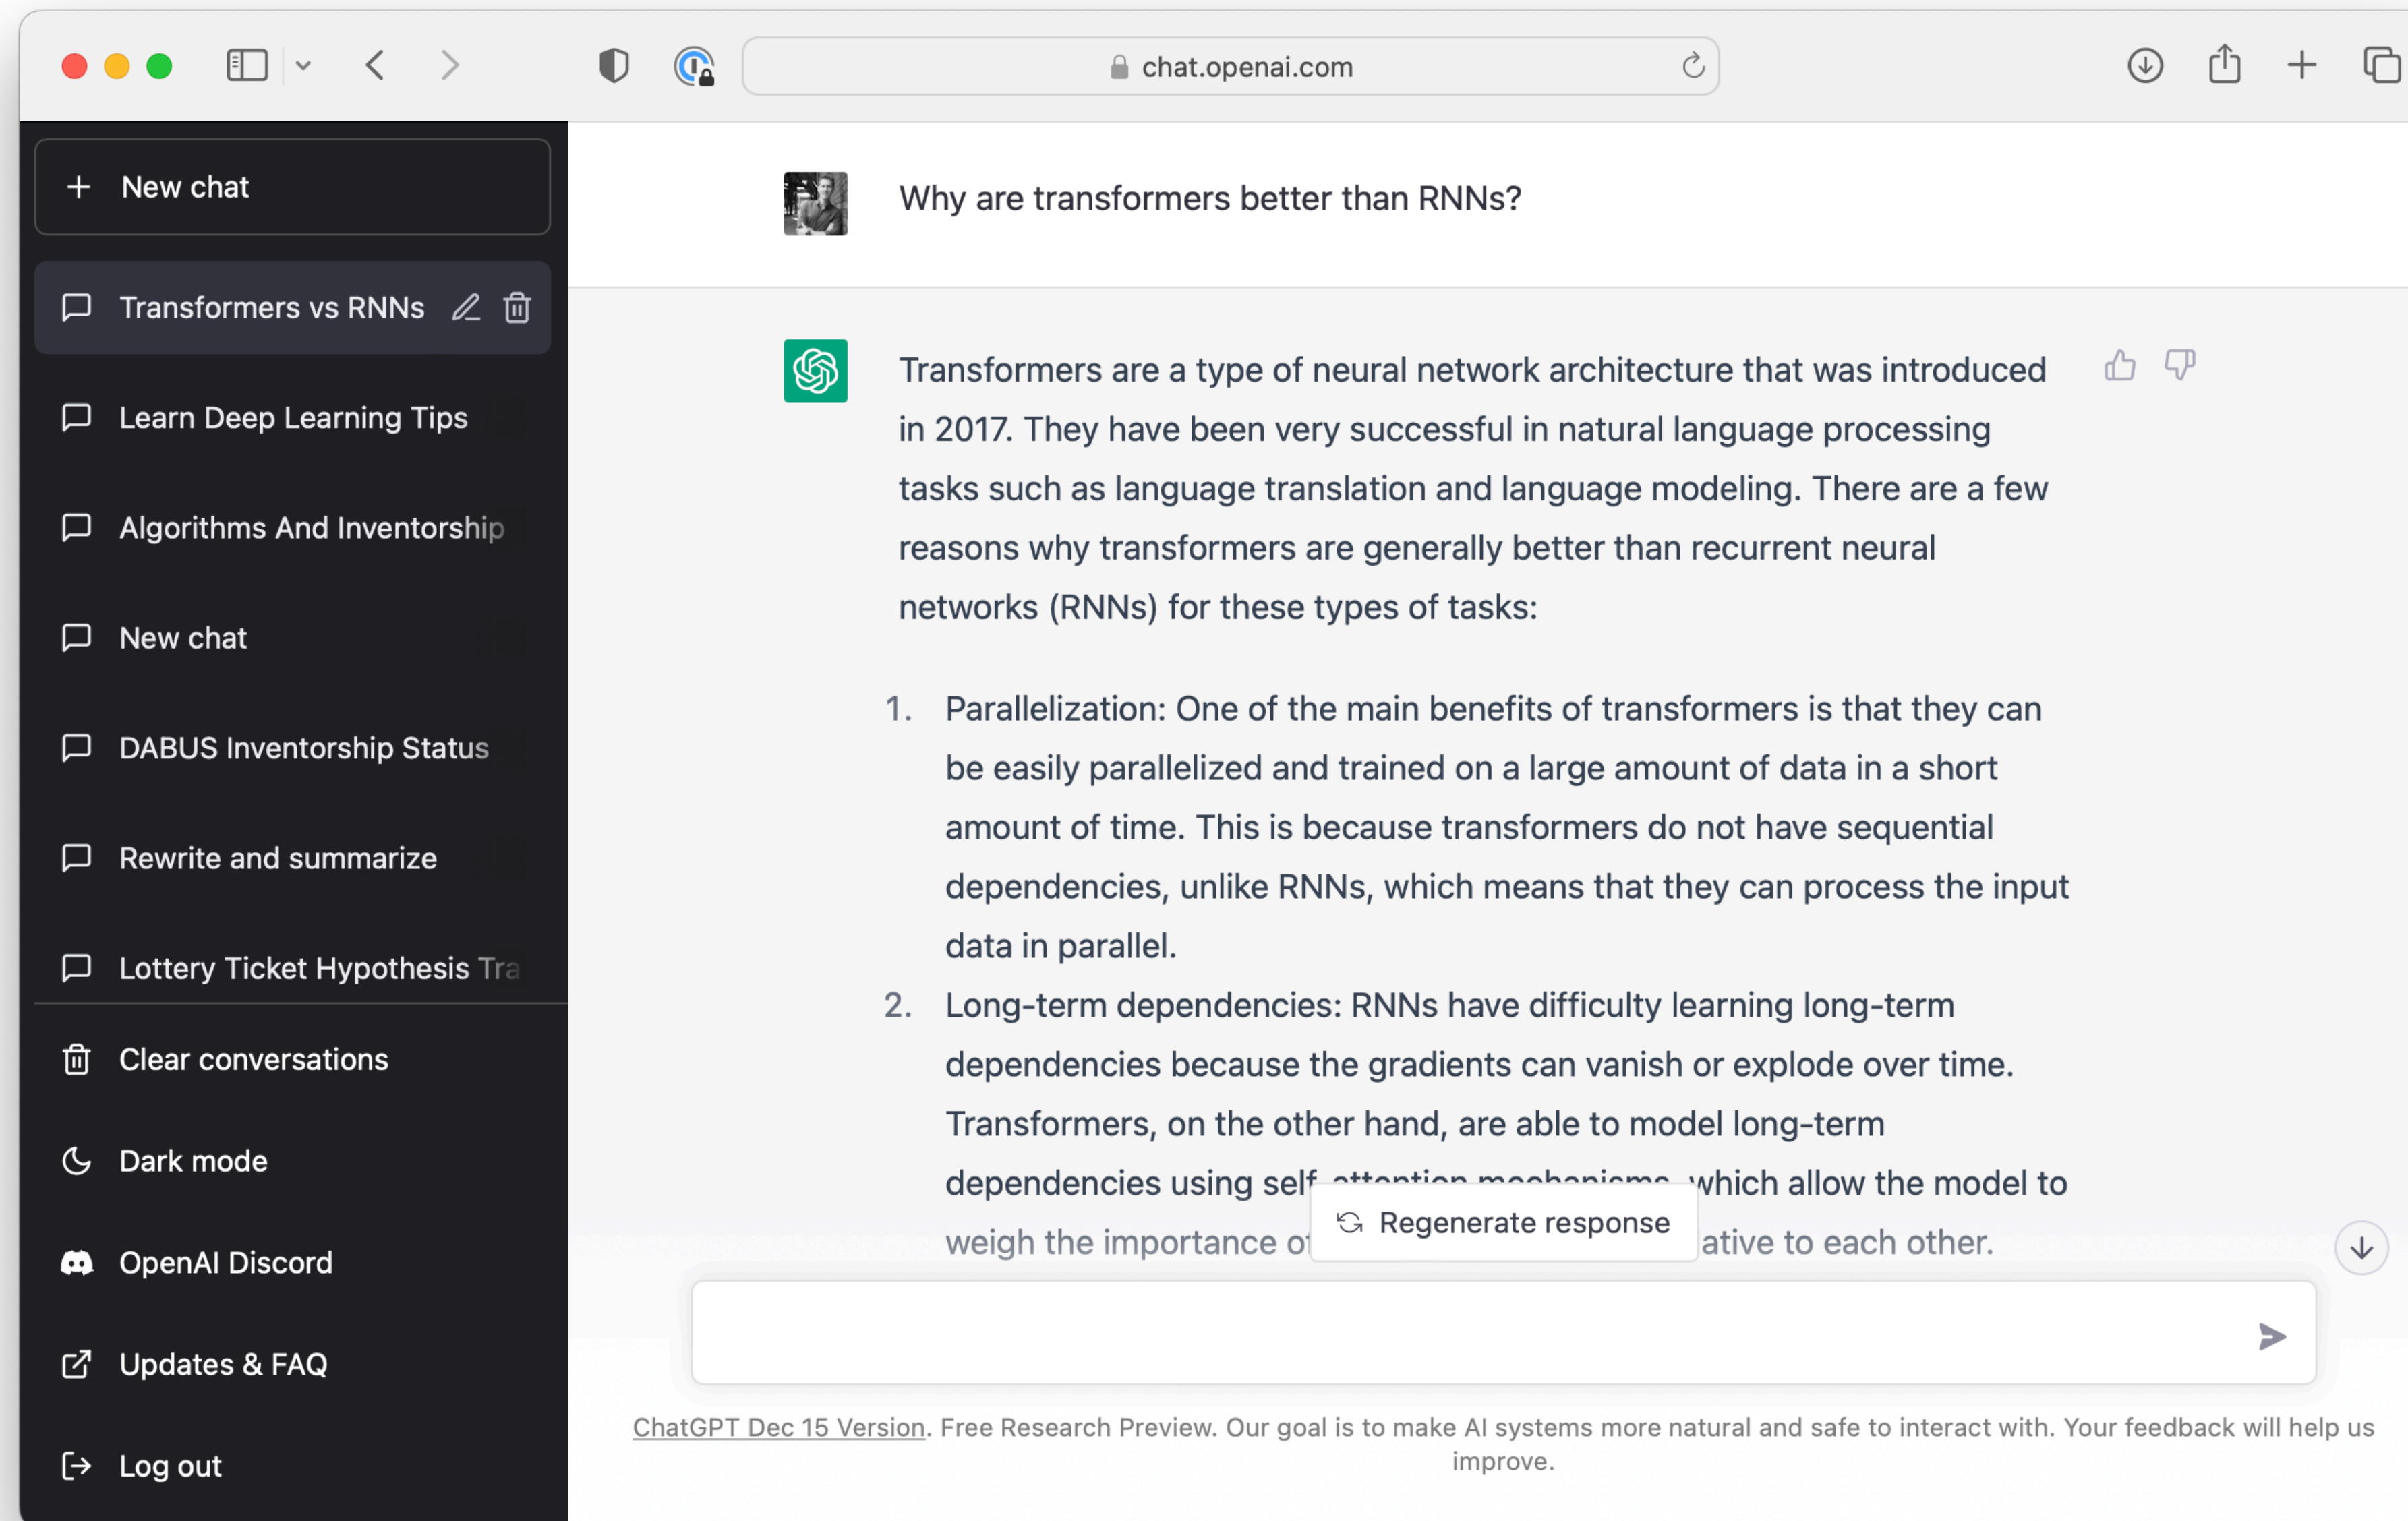 chat.openai.com
New chat
Transformers vs RNNs
Learn Deep Learning Tips
Algorithms And Inventorship
New chat
DABUS Inventorship Status
Rewrite and summarize
Lottery Ticket Hypothesis Tra
Clear conversations
Dark mode
OpenAI Discord
Updates & FAQ
Log out
Why are transformers better than RNNs?
Transformers are a type of neural network architecture that was introduced
in 2017. They have been very successful in natural language processing
tasks such as language translation and language modeling. There are a few
reasons why transformers are generally better than recurrent neural
networks (RNNs) for these types of tasks:
1. Parallelization: One of the main benefits of transformers is that they can
be easily parallelized and trained on a large amount of data in a short
amount of time. This is because transformers do not have sequential
dependencies, unlike RNNs, which means that they can process the input
data in parallel.
2. Long-term dependencies: RNNs have difficulty learning long-term
dependencies because the gradients can vanish or explode over time.
Transformers, on the other hand, are able to model long-term
dependencies using self-attention mechanisms, which allow the model to
weigh the importance of ative to each other.
Regenerate response
ChatGPT Dec 15 Version. Free Research Preview. Our goal is to make AI systems more natural and safe to interact with. Your feedback will help us
improve.